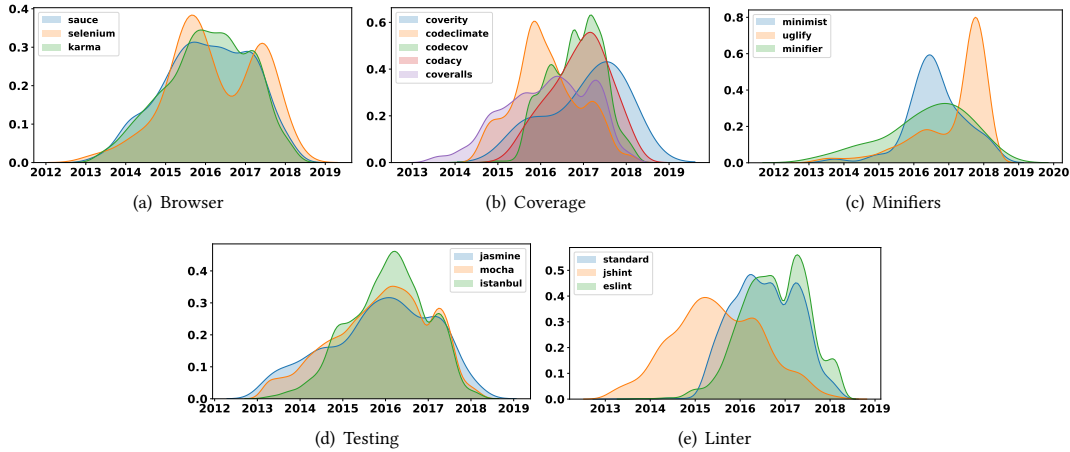 sauce
selenium
karma
0.4
0.3
0.2
0.1
0.0
2012 2013 2014 2015 2016 2017 2018 2019
(a) Browser
coverity
codeclimate
codecov
codacy
coveralls
0.6
0.4
0.2
0.0
2013 2014 2015 2016 2017 2018 2019
(b) Coverage
minimist
uglify
minifier
0.8
0.6
0.4
0.2
0.0
2012 2013 2014 2015 2016 2017 2018 2019 2020
(c) Minifiers
jasmine
mocha
istanbul
0.4
0.3
0.2
0.1
0.0
2012 2013 2014 2015 2016 2017 2018 2019
(d) Testing
standard
jshint
eslint
0.5
0.4
0.3
0.2
0.1
0.0
2013 2014 2015 2016 2017 2018 2019
(e) Linter